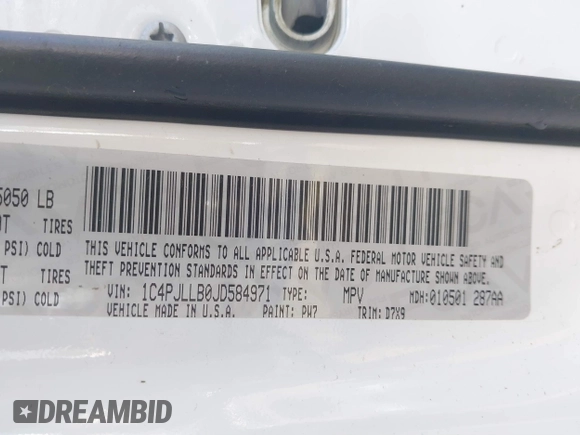 5050 LB
TIRES
PSI) COLD
TIRES
PSI) COLD
THIS VEHICLE CONFORMS TO ALL APPLICABLE U.S.A. FEDERAL MOTOR VEHICLE SAFETY AND
THEFT PREVENTION STANDARDS IN EFFECT ON THE DATE OF MANUFACTURE SHOWN ABOVE.
VIN: 1C4PJLLB0JD584971 TYPE: MPV MDH:010501 287AA
VEHICLE MADE IN U.S.A. PAINT: PW7 TRIM: D7X9
DREAMBID